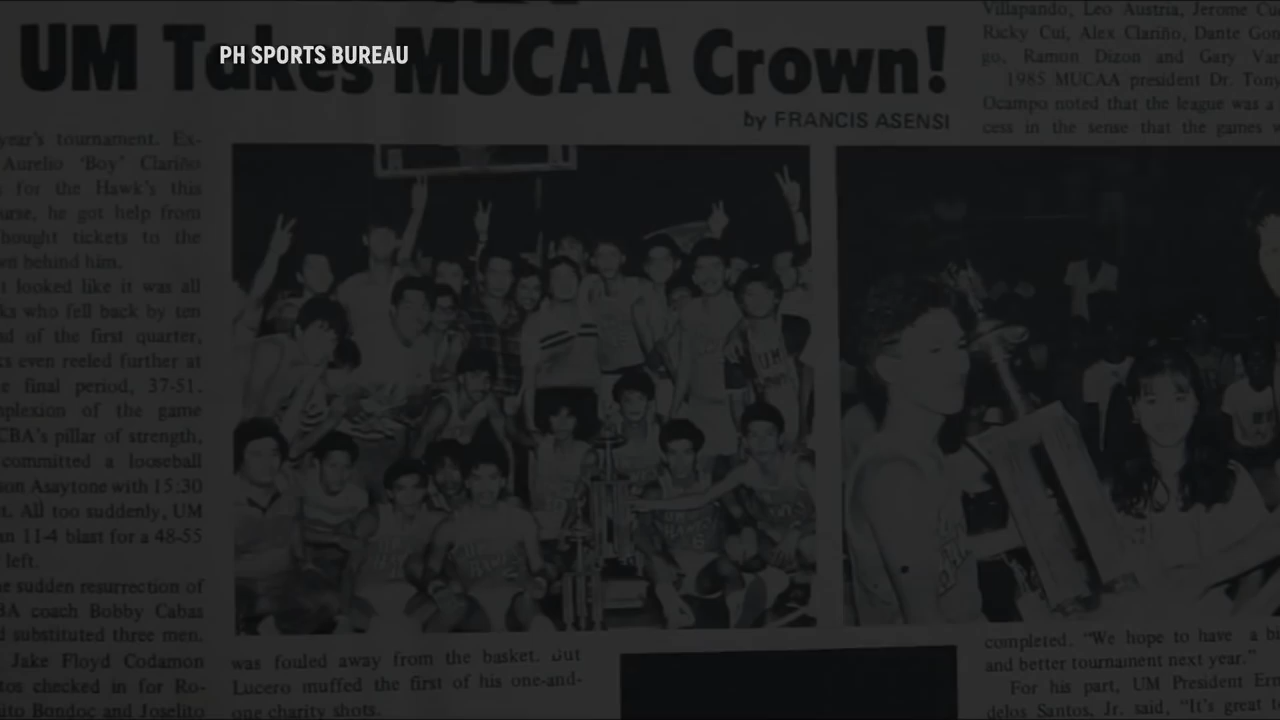 PH SPORTS BUREAU
UM Takes MUCAA Crown!
by FRANCIS ASENSI
year's tournament. Ex-
Aurelio 'Boy' Clariño
for the Hawk's this
he got help from
bought tickets to the
behind him.
looked like it was all
who fell back by ten
of the first quarter,
even reeled further at
final period, 37-51.
of the game
CBA's pillar of strength,
committed a looseball
Asaytone with 15:30
All too suddenly, UM
an 11-4 blast for a 48-55
left.
sudden resurrection of
coach Bobby Cabas
substituted three men.
Jake Floyd Codamon
checked in for Ro-
Bondoc and Joselito
was fouled away from the basket. But
Lucero muffed the first of his one-and-
one charity shots.
Villapando, Leo Austria, Jerome
Ricky Cui, Alex Clariño, Dante
Ramon Dizon and Gary
1985 MUCAA president Dr. Tony
Ocampo noted that the league was a
cess in the sense that the games
completed. "We hope to have a
and better tournament next year."
For his part, UM President
delos Santos, Jr. said, "It's great